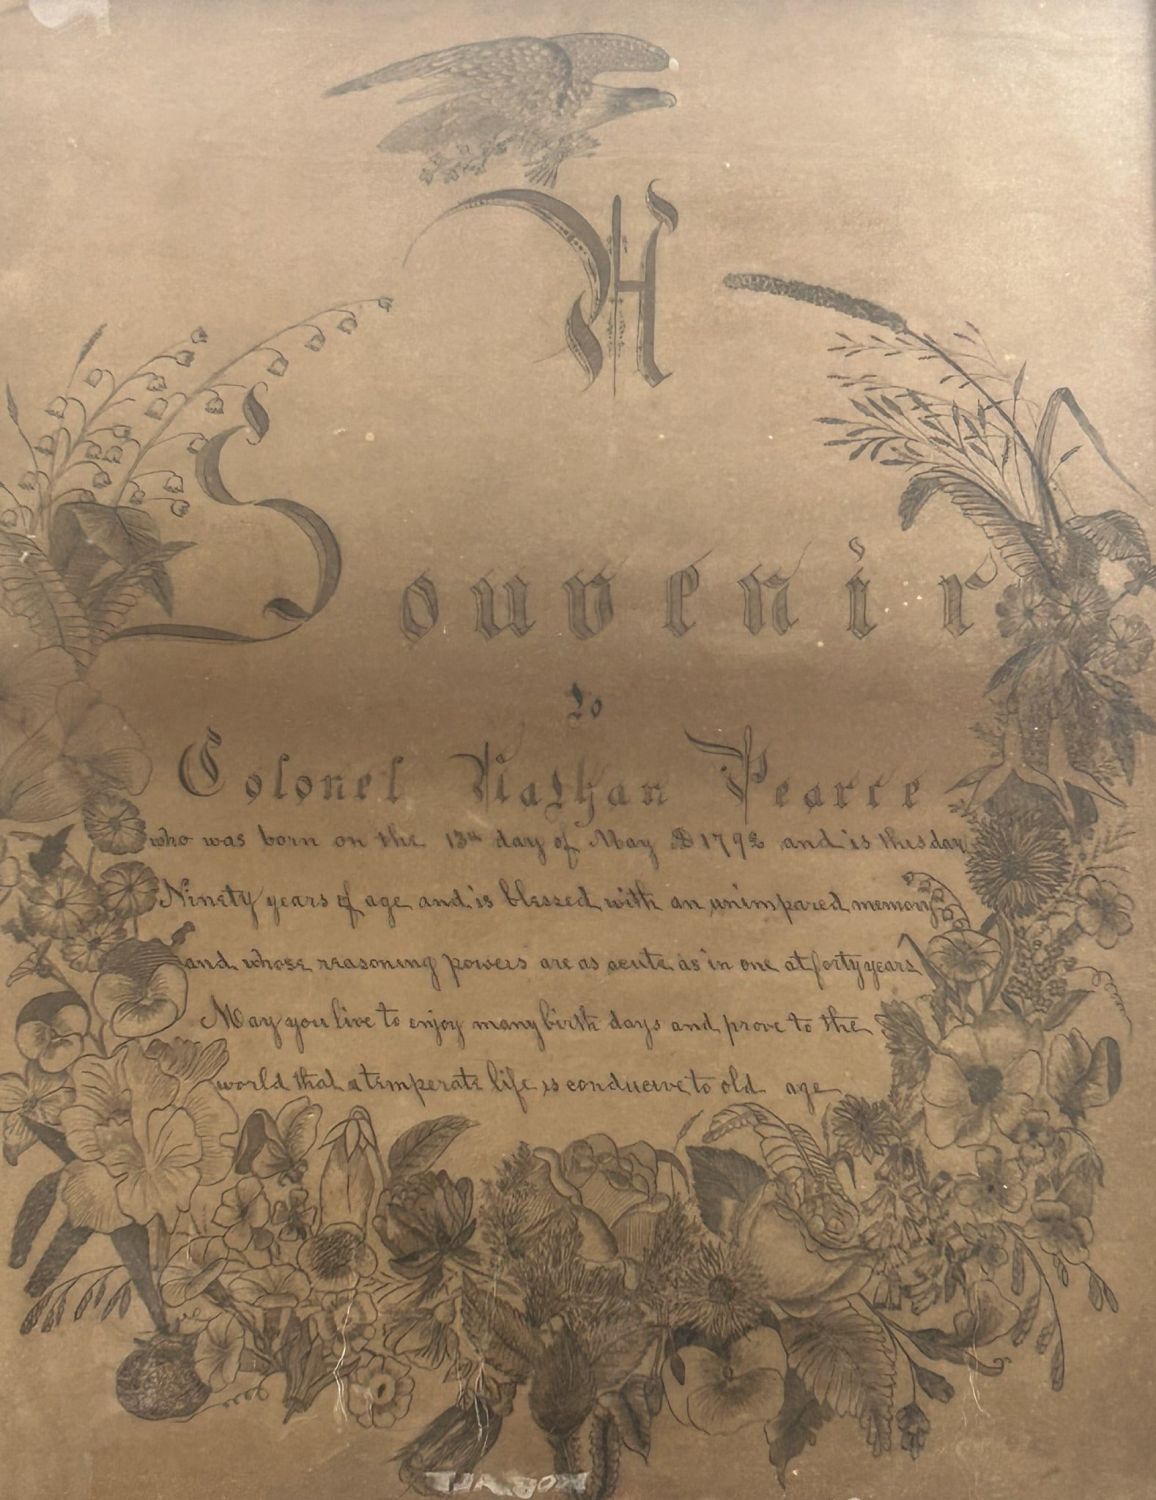 A
Souvenir
to
Colonel Nathan Pearce
who was born on the 13th day of May AD 1792 and is this day
Ninety years of age and is blessed with an unimpared memory
and whose reasoning powers are as acute as in one at forty years
May you live to enjoy many birth days and prove to the
world that a temperate life is conducive to old age